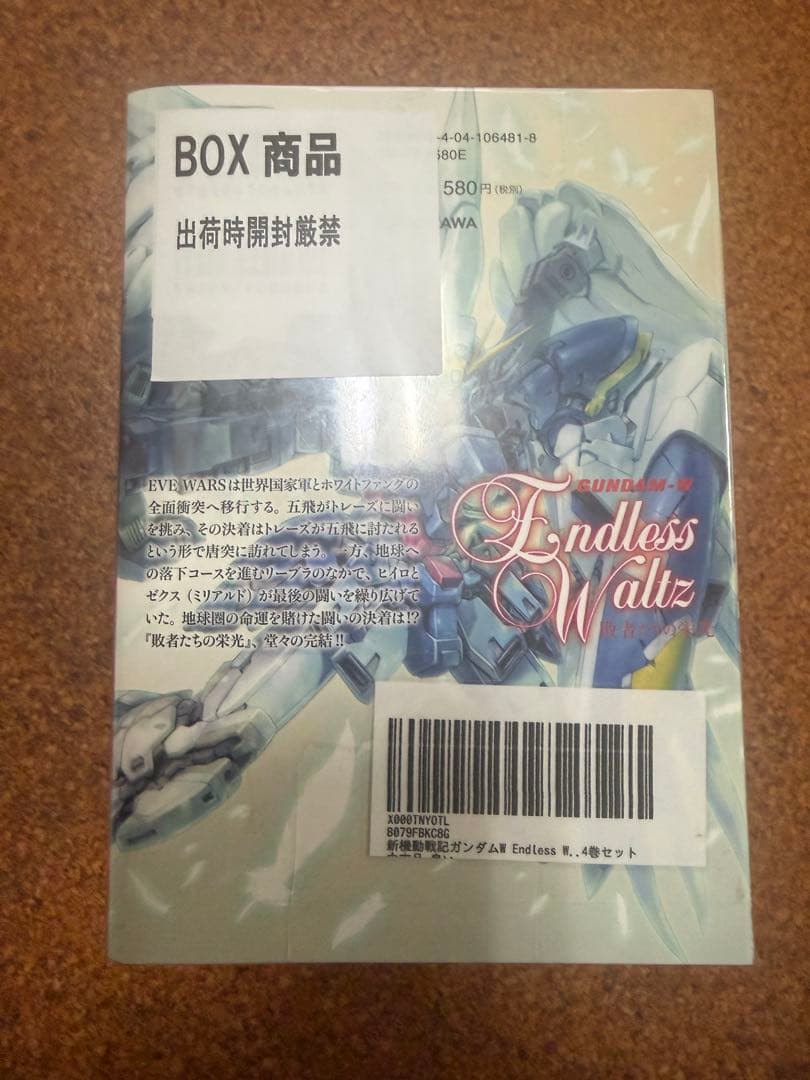 BOX 商品
出荷時開封厳禁
-4-04-106481-8
580E
580円(税別)
AWA
EVE WARSは世界国家軍とホワイトファングの
全面衝突へ移行する。五飛がトレーズに闘い
を挑み、その決着はトレーズが五飛に討たれる
という形で唐突に訪れてしまう。一方、地球へ
の落下コースを進むリーブラのなかで、ヒイロと
ゼクス（ミリアルド）が最後の闘いを繰り広げて
いた。地球圏の命運を賭けた闘いの決着は!?
『敗者たちの栄光』、堂々の完結!!
GUNDAM-W
Endless
Waltz
敗者たちの栄光
X000TNYOTL
B079FBKC8G
新機動戦記ガンダムW Endless W..4巻セット